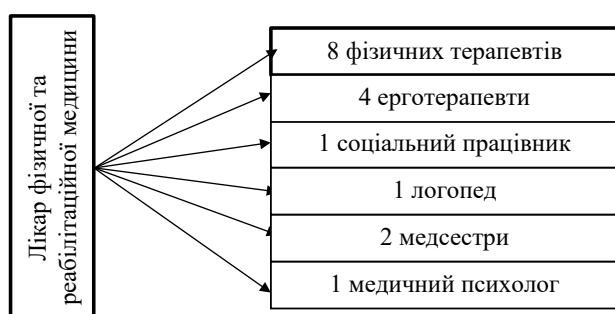 Лікар фізичної та
реабілітаційної медицини
8 фізичних терапевтів
4 ерготерапевти
1 соціальний працівник
1 логопед
2 медсестри
1 медичний психолог